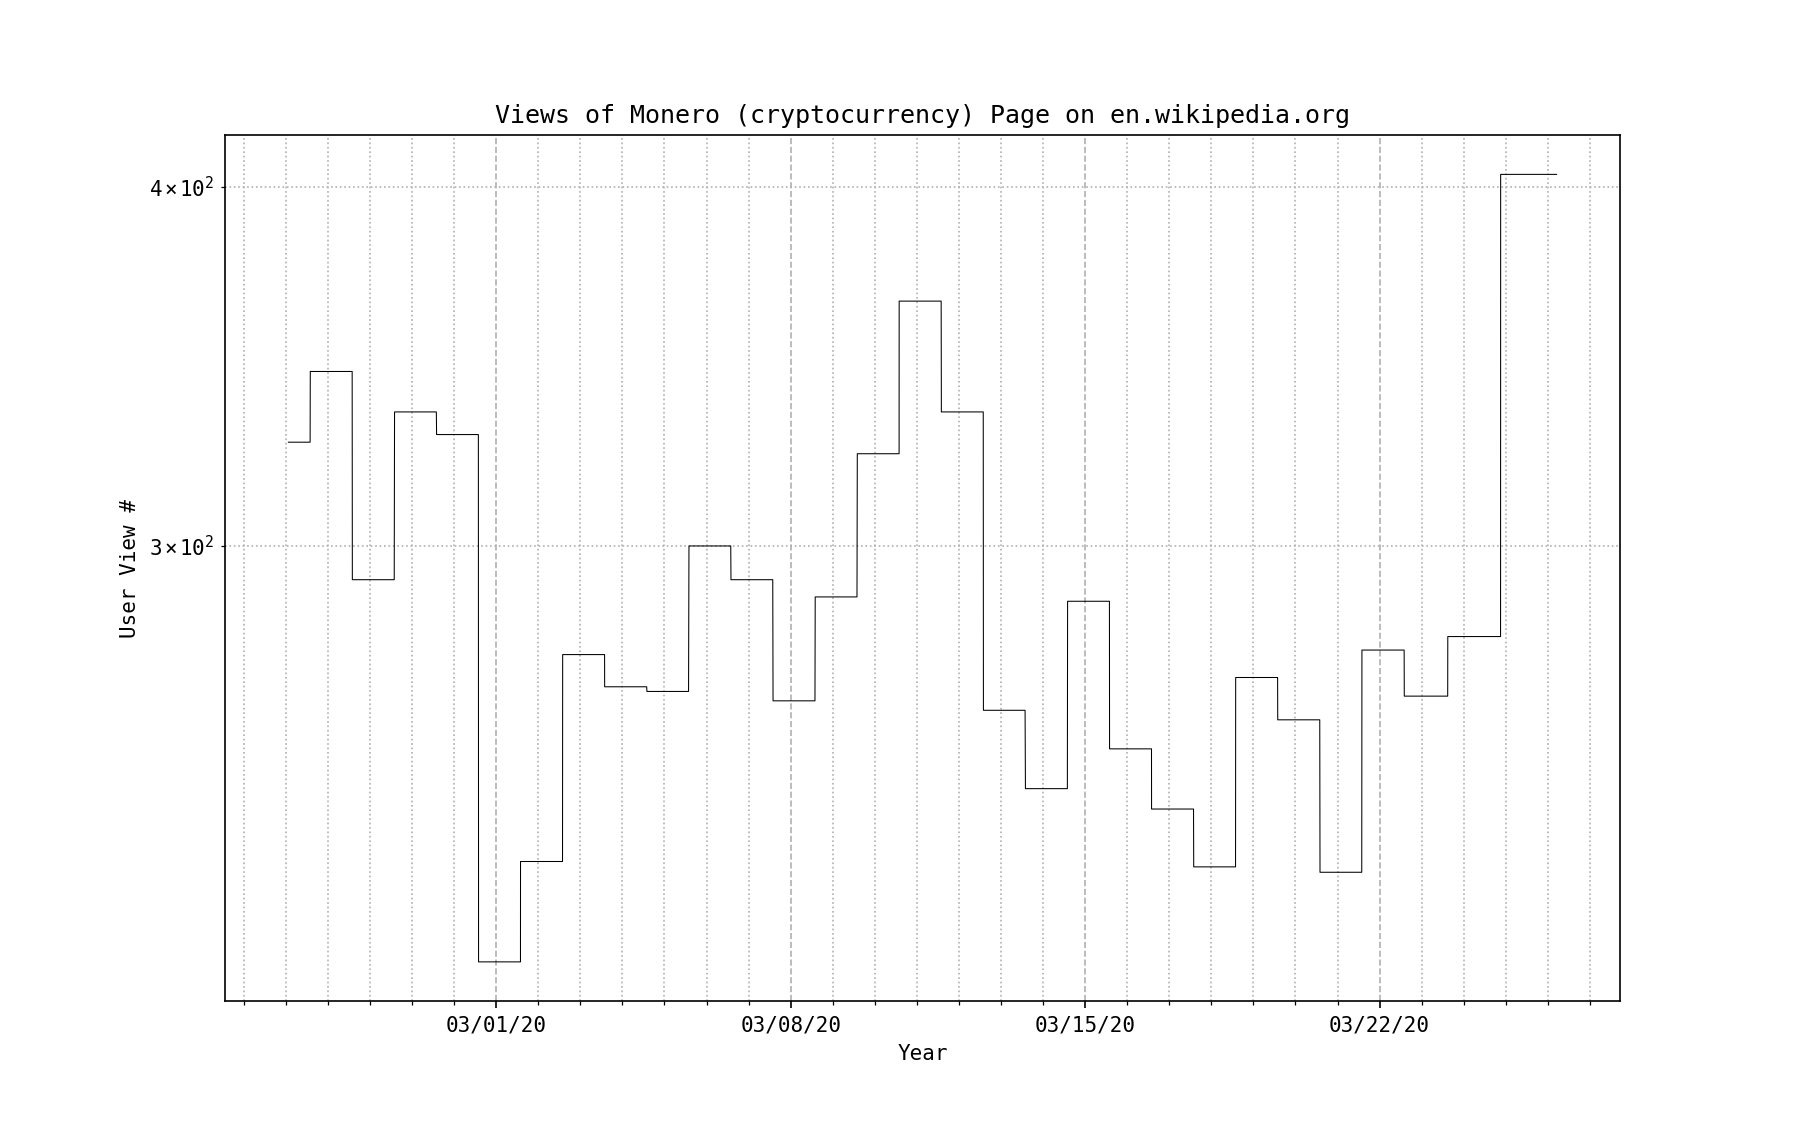 Views of Monero (cryptocurrency) Page on en.wikipedia.org
4×10²
3×10²
User View #
03/01/20 03/08/20 03/15/20 03/22/20
Year